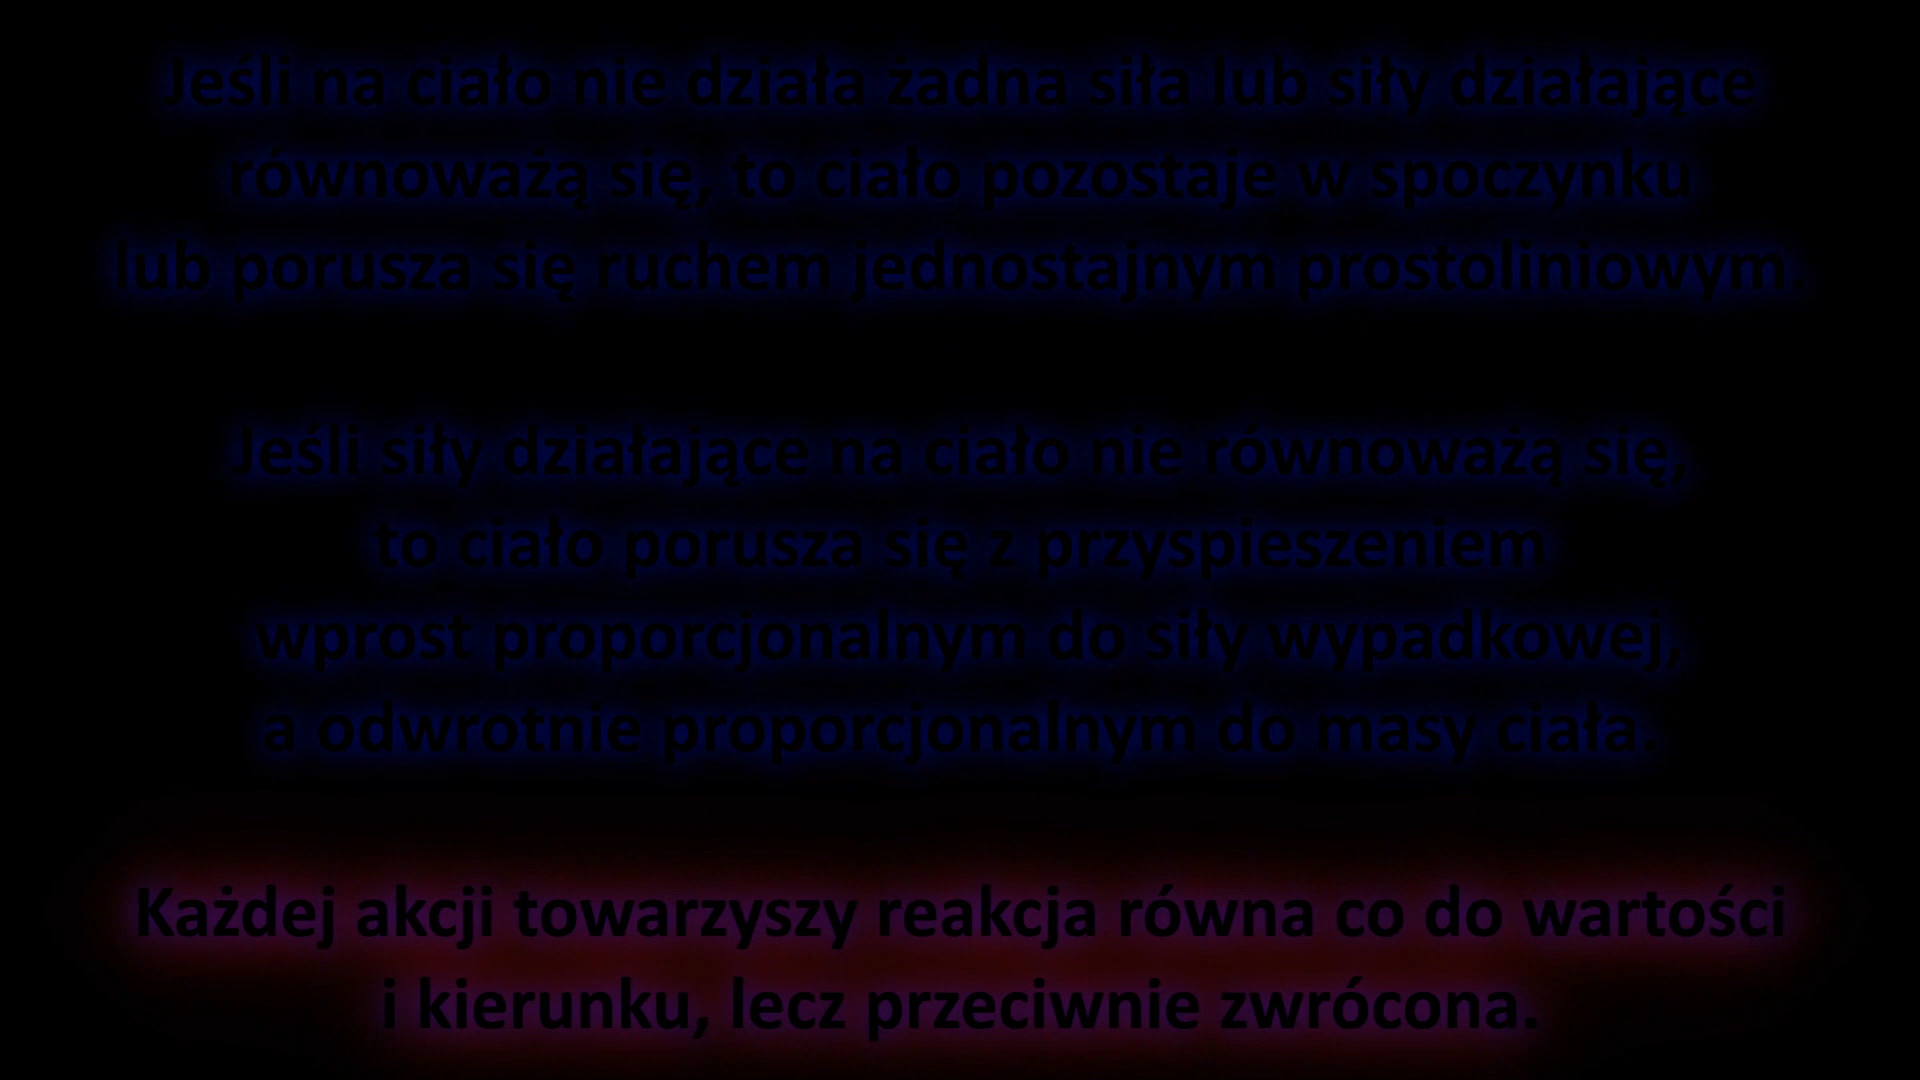 Jeśli na ciało nie działa żadna siła lub siły działające
równoważą się, to ciało pozostaje w spoczynku
lub porusza się ruchem jednostajnym prostoliniowym.
Jeśli siły działające na ciało nie równoważą się,
to ciało porusza się z przyspieszeniem
wprost proporcjonalnym do siły wypadkowej,
a odwrotnie proporcjonalnym do masy ciała.
Każdej akcji towarzyszy reakcja równa co do wartości
i kierunku, lecz przeciwnie zwrócona.